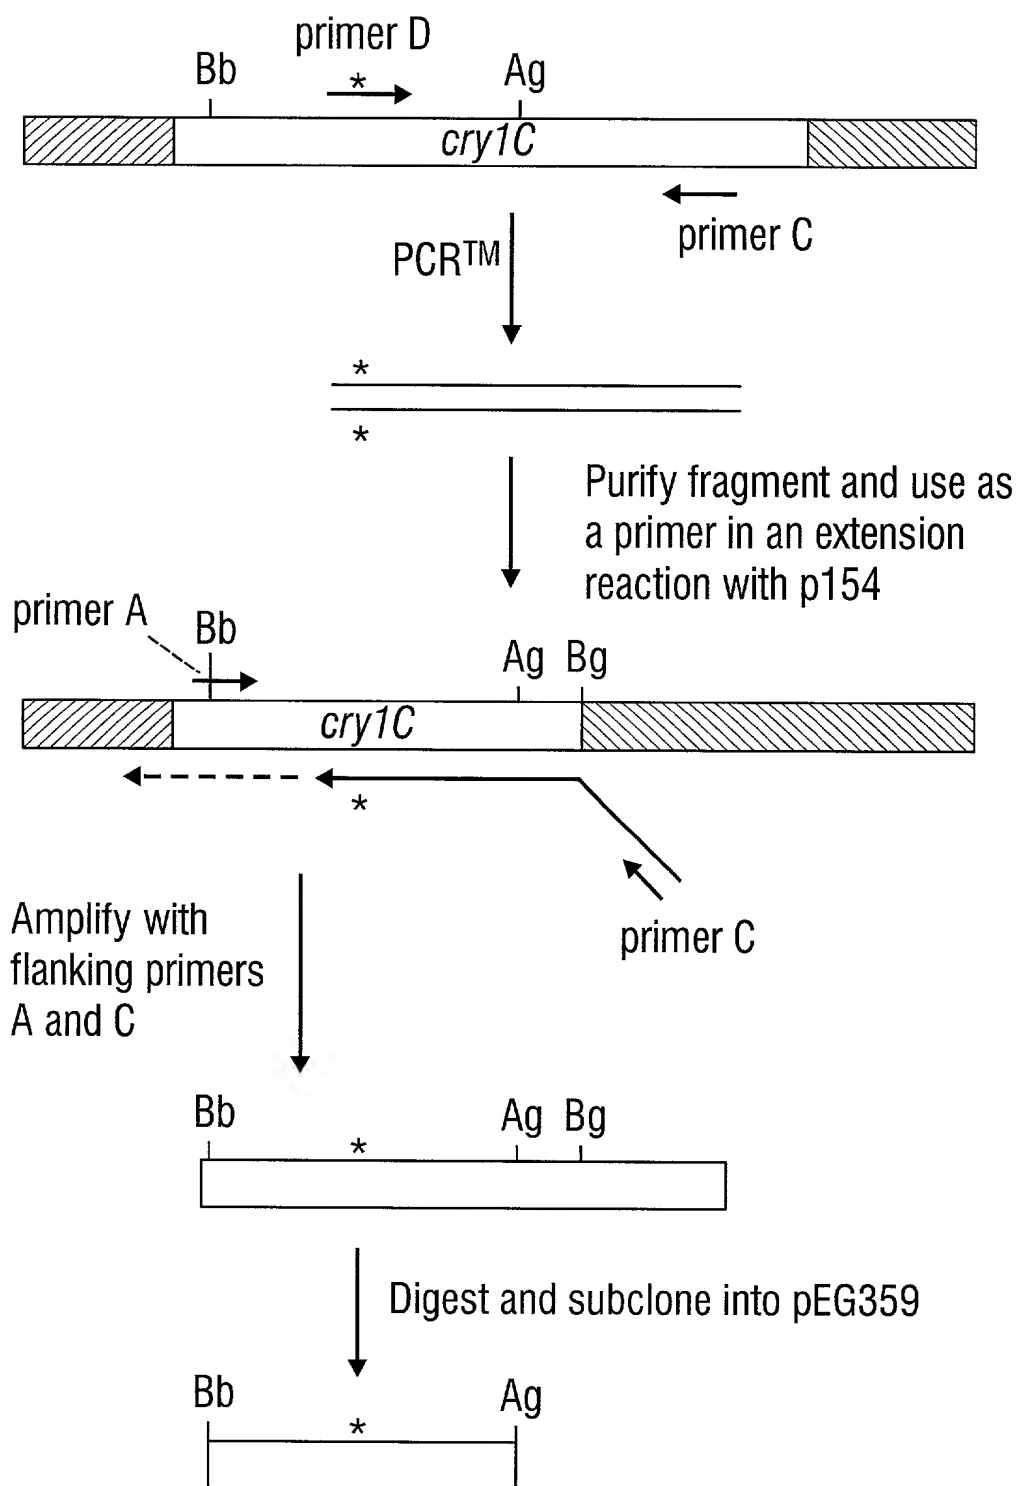 primer D
*
Bb
Ag
cry1C
primer C
PCR™
*
*
Purify fragment and use as
a primer in an extension
reaction with p154
primer A
Bb
Ag Bg
cry1C
*
primer C
Amplify with
flanking primers
A and C
Bb
*
Ag Bg
Digest and subclone into pEG359
Bb
*
Ag